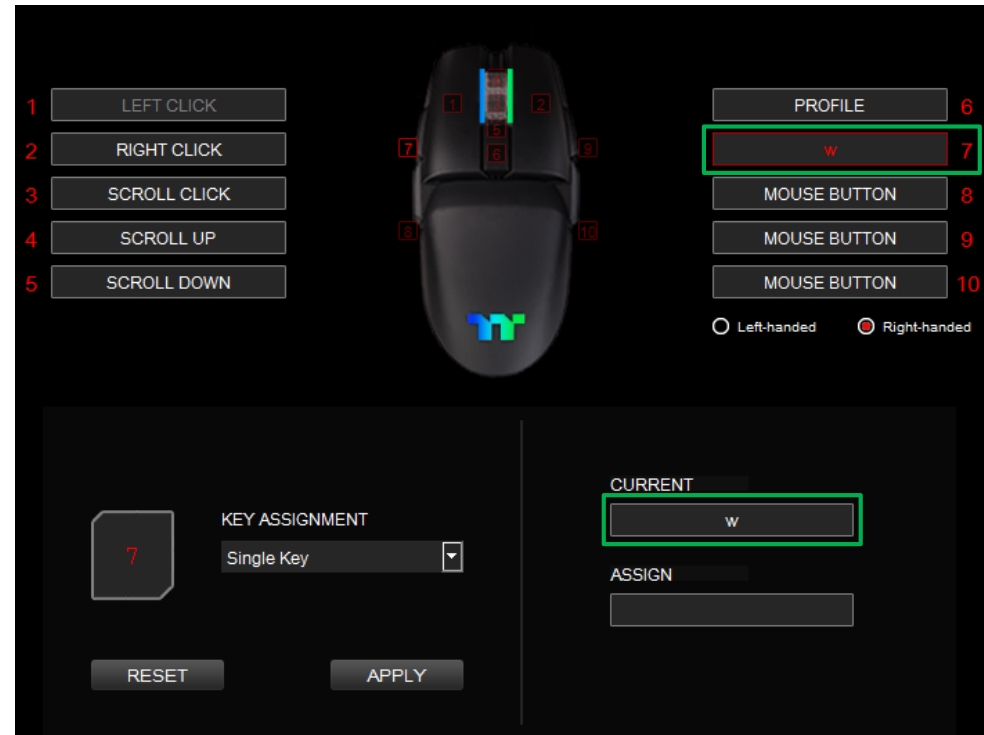 1 LEFT CLICK
2 RIGHT CLICK
3 SCROLL CLICK
4 SCROLL UP
5 SCROLL DOWN
1
2
5
6
7
9
8
10
PROFILE 6
w 7
MOUSE BUTTON 8
MOUSE BUTTON 9
MOUSE BUTTON 10
Left-handed Right-handed
7
KEY ASSIGNMENT
Single Key
RESET APPLY
CURRENT
w
ASSIGN